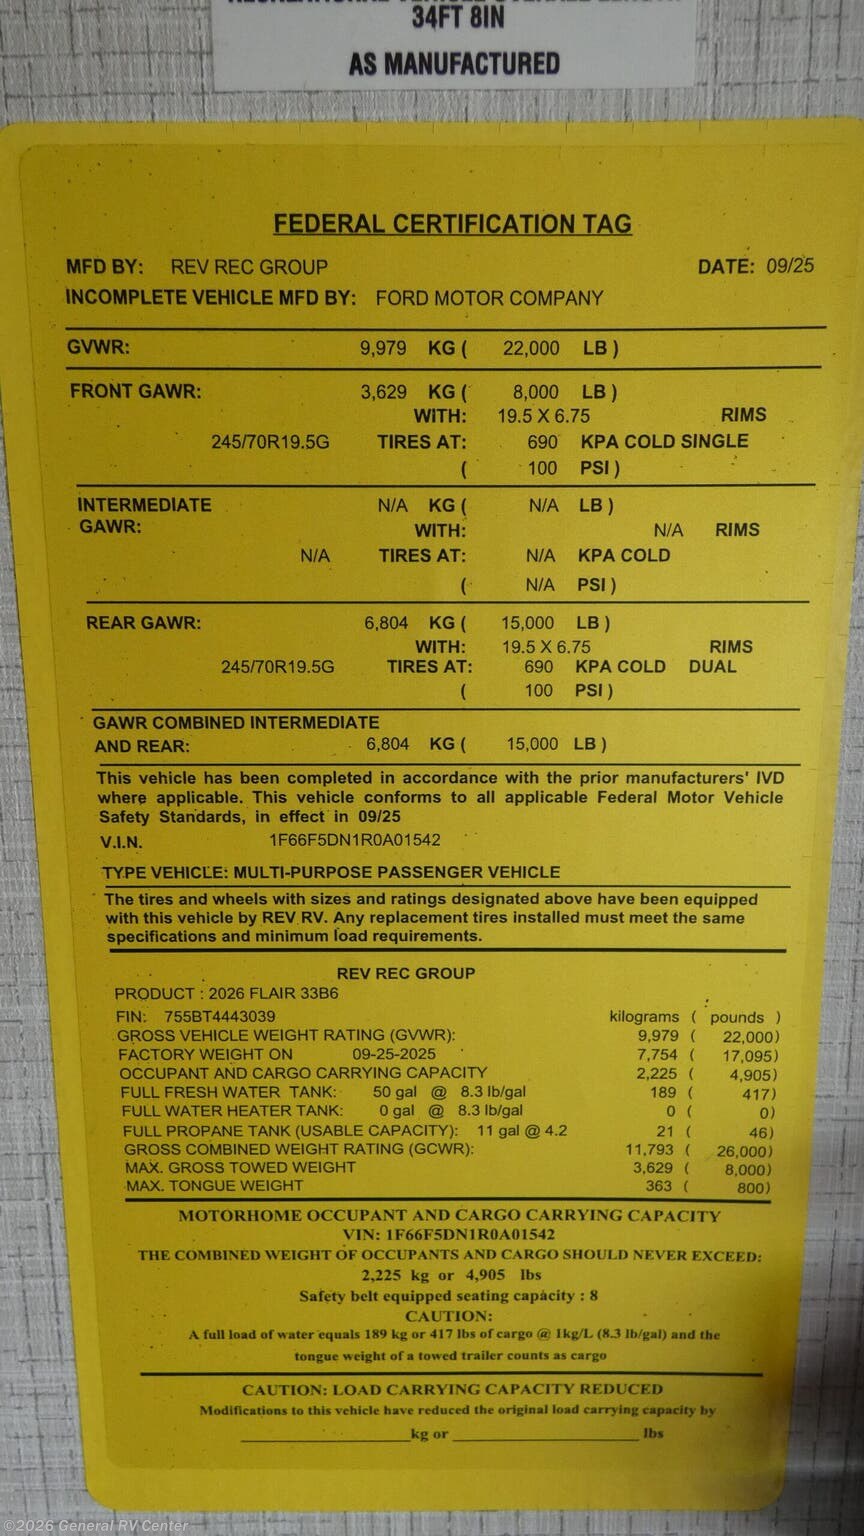 34FT 8IN
AS MANUFACTURED
FEDERAL CERTIFICATION TAG
MFD BY: REV REC GROUP DATE: 09/25
INCOMPLETE VEHICLE MFD BY: FORD MOTOR COMPANY
GVWR: 9,979 KG ( 22,000 LB )
FRONT GAWR: 3,629 KG ( 8,000 LB )
WITH: 19.5 X 6.75 RIMS
245/70R19.5G TIRES AT: 690 KPA COLD SINGLE
( 100 PSI )
INTERMEDIATE N/A KG ( N/A LB )
GAWR: WITH: N/A RIMS
N/A TIRES AT: N/A KPA COLD
( N/A PSI )
REAR GAWR: 6,804 KG ( 15,000 LB )
WITH: 19.5 X 6.75 RIMS
245/70R19.5G TIRES AT: 690 KPA COLD DUAL
( 100 PSI )
GAWR COMBINED INTERMEDIATE
AND REAR: 6,804 KG ( 15,000 LB )
This vehicle has been completed in accordance with the prior manufacturers' IVD
where applicable. This vehicle conforms to all applicable Federal Motor Vehicle
Safety Standards, in effect in 09/25
V.I.N. 1F66F5DN1R0A01542
TYPE VEHICLE: MULTI-PURPOSE PASSENGER VEHICLE
The tires and wheels with sizes and ratings designated above have been equipped
with this vehicle by REV RV. Any replacement tires installed must meet the same
specifications and minimum load requirements.
REV REC GROUP
PRODUCT : 2026 FLAIR 33B6
FIN: 755BT4443039 kilograms ( pounds )
GROSS VEHICLE WEIGHT RATING (GVWR): 9,979 ( 22,000)
FACTORY WEIGHT ON 09-25-2025 7,754 ( 17,095)
OCCUPANT AND CARGO CARRYING CAPACITY 2,225 ( 4,905)
FULL FRESH WATER TANK: 50 gal @ 8.3 lb/gal 189 ( 417)
FULL WATER HEATER TANK: 0 gal @ 8.3 lb/gal 0 ( 0)
FULL PROPANE TANK (USABLE CAPACITY): 11 gal @ 4.2 21 ( 46)
GROSS COMBINED WEIGHT RATING (GCWR): 11,793 ( 26,000)
MAX. GROSS TOWED WEIGHT 3,629 ( 8,000)
MAX. TONGUE WEIGHT 363 ( 800)
MOTORHOME OCCUPANT AND CARGO CARRYING CAPACITY
VIN: 1F66F5DN1R0A01542
THE COMBINED WEIGHT OF OCCUPANTS AND CARGO SHOULD NEVER EXCEED:
2,225 kg or 4,905 lbs
Safety belt equipped seating capacity : 8
CAUTION:
A full load of water equals 189 kg or 417 lbs of cargo @ 1kg/L (8.3 lb/gal) and the
tongue weight of a towed trailer counts as cargo
CAUTION: LOAD CARRYING CAPACITY REDUCED
Modifications to this vehicle have reduced the original load carrying capacity by
____________________kg or ______________________ lbs
©2026 General RV Center